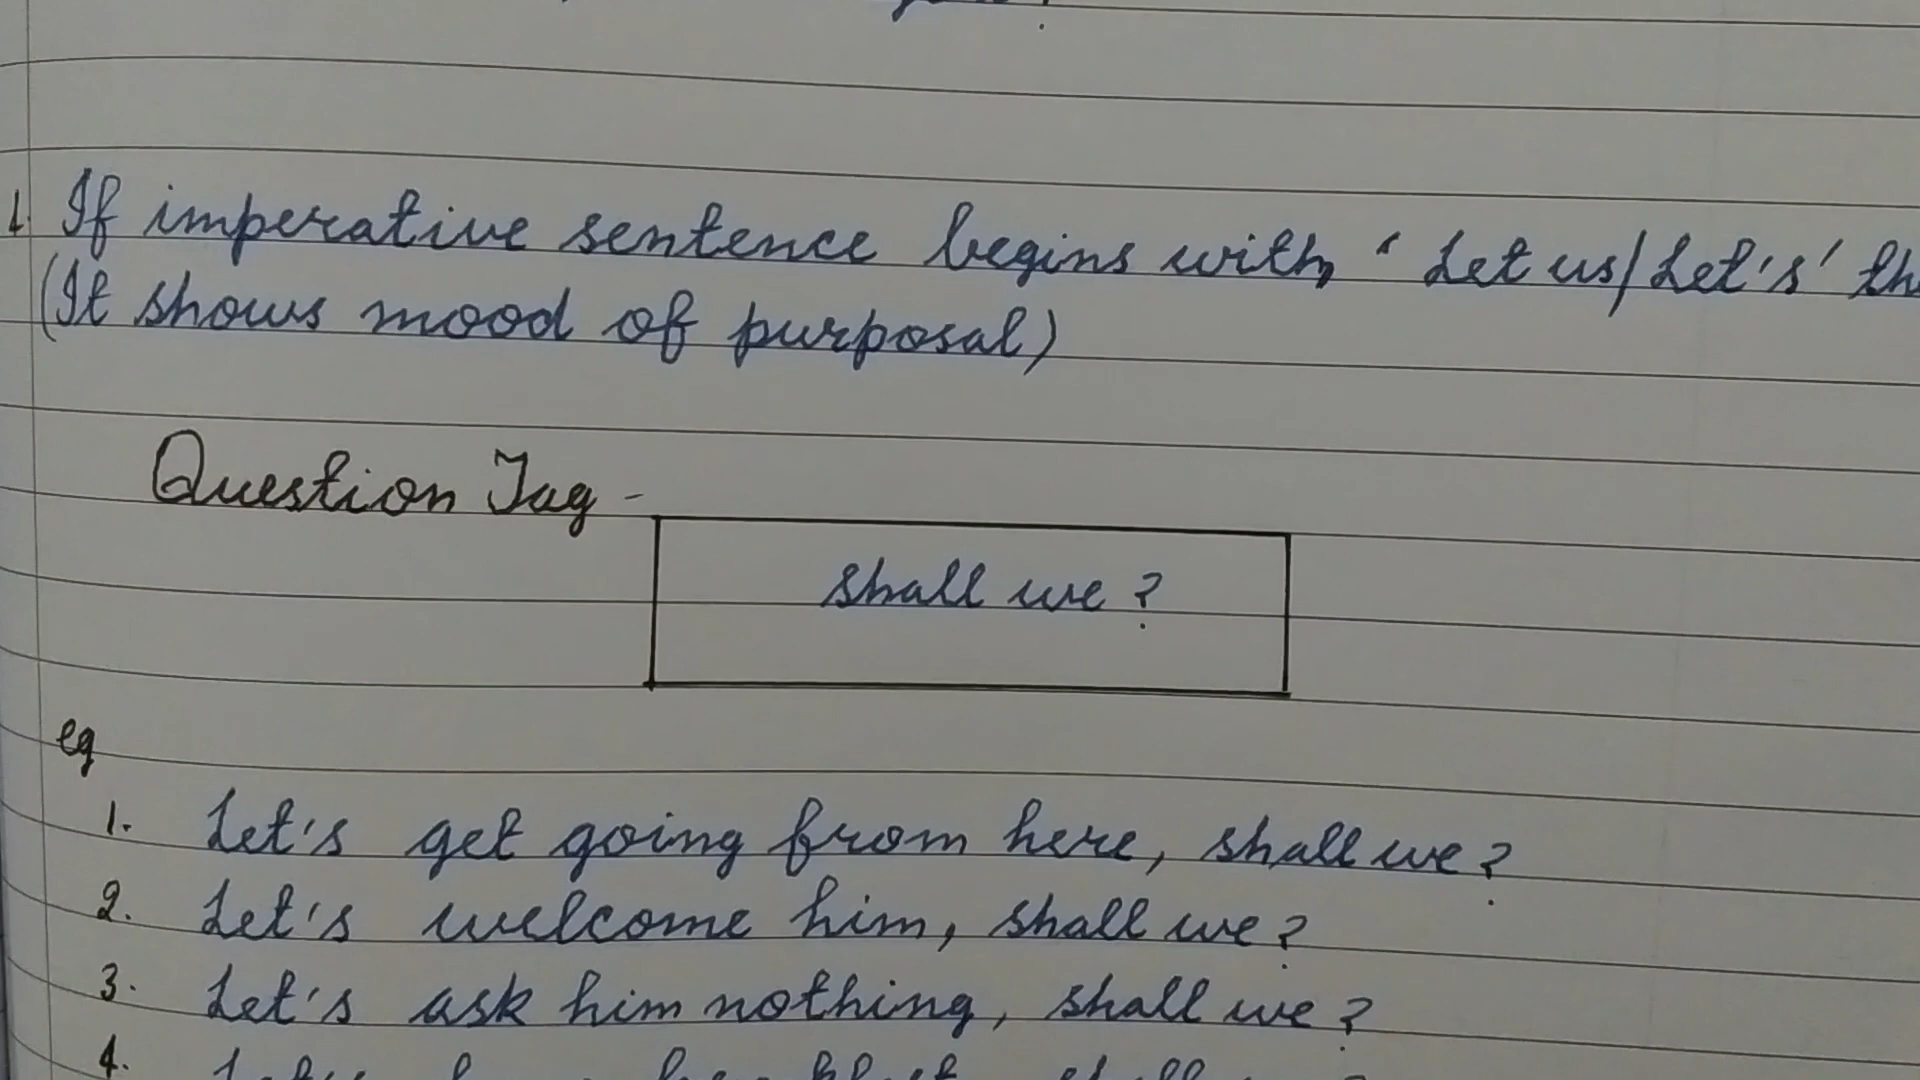 1. If imperative sentence begins with 'Let us/Let's' th
(It shows mood of purposal)
Question Tag -
shall we?
eg
1. Let's get going from here, shall we?
2. Let's welcome him, shall we?
3. Let's ask him nothing, shall we?
4.